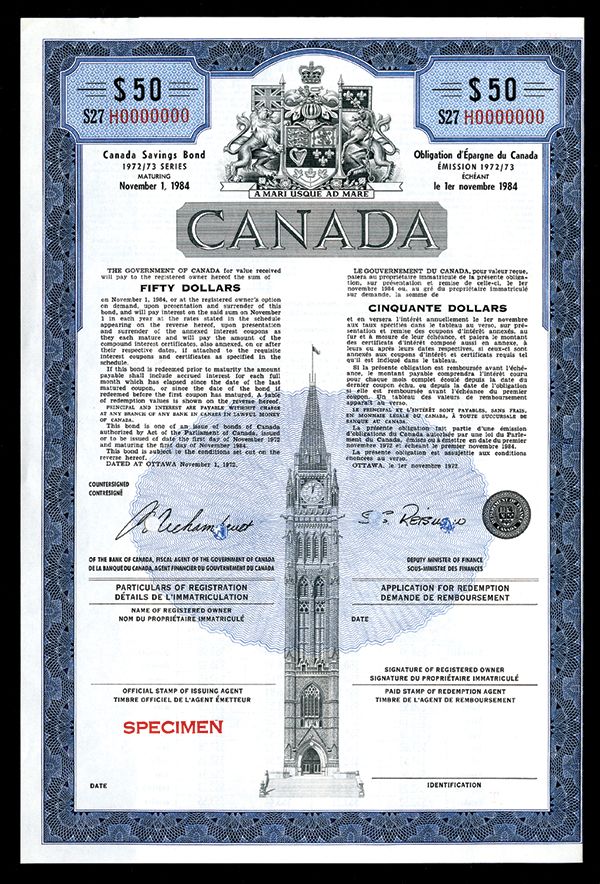 $50
S27 H0000000
$50
S27 H0000000
A MARI USQUE AD MARE
CANADA
Canada Savings Bond
1972/73 SERIES
MATURING
November 1, 1984
Obligation d'Épargne du Canada
ÉMISSION 1972/73
ÉCHÉANT
le 1er novembre 1984
THE GOVERNMENT OF CANADA for value received
will pay to the registered owner hereof the sum of
FIFTY DOLLARS
on November 1, 1984, or at the registered owner's option
on demand, upon presentation and surrender of this
bond, and will pay interest on the said sum on November
1 in each year at the rates stated in the schedule
appearing on the reverse hereof, upon presentation
and surrender of the annexed interest coupons as
they each mature and will pay the amount of the
compound interest certificates, also annexed, on or after
their respective dates, if attached to the requisite
interest coupons and certificates as specified in the
schedule.
If this bond is redeemed prior to maturity the amount
payable shall include accrued interest for each full
month which has elapsed since the date of the last
matured coupon, or since the date of the bond if
redeemed before the first coupon has matured. A table
of redemption values is shown on the reverse hereof.
PRINCIPAL AND INTEREST ARE PAYABLE WITHOUT CHARGE
AT ANY BRANCH OF ANY BANK IN CANADA IN LAWFUL MONEY
OF CANADA.
This bond is one of an issue of bonds of Canada
authorized by Act of the Parliament of Canada, issued
or to be issued of date the first day of November 1972
and maturing the first day of November 1984.
This bond is subject to the conditions set out on the
reverse hereof.
DATED AT OTTAWA November 1, 1972.
LE GOUVERNEMENT DU CANADA, pour valeur reçue,
paiera au propriétaire immatriculé de la présente obliga-
tion, sur présentation et remise de celle-ci, le 1er
novembre 1984 ou, au gré du propriétaire immatriculé
sur demande, la somme de
CINQUANTE DOLLARS
et en versera l'intérêt annuellement le 1er novembre
aux taux spécifiés dans le tableau au verso, sur pré-
sentation et remise des coupons d'intérêt annexés, au
fur et à mesure de leur échéance, et paiera le montant
des certificats d'intérêt composé aussi en annexe, à
leurs ou après leurs dates respectives, si ceux-ci sont
annexés aux coupons d'intérêt et certificats requis tel
qu'il est indiqué dans le tableau.
Si la présente obligation est remboursée avant l'éché-
ance, le montant payable comprendra l'intérêt couru
pour chaque mois complet écoulé depuis la date du
dernier coupon échu, ou depuis la date de l'obligation
si elle est remboursée avant l'échéance du premier
coupon. Un tableau des valeurs de remboursement
apparaît au verso.
LE PRINCIPAL ET L'INTÉRÊT SONT PAYABLES, SANS FRAIS,
EN MONNAIE LÉGALE DU CANADA, À TOUTE SUCCURSALE DE
BANQUE AU CANADA.
La présente obligation fait partie d'une émission
d'obligations du Canada autorisée par une loi du Parle-
ment du Canada, émises ou à émettre en date du premier
novembre 1972 et échéant le premier novembre 1984.
La présente obligation est assujettie aux conditions
énoncées au verso.
OTTAWA, le 1er novembre 1972.
COUNTERSIGNED
CONTRESIGNÉ
OF THE BANK OF CANADA, FISCAL AGENT OF THE GOVERNMENT OF CANADA
DE LA BANQUE DU CANADA, AGENT FINANCIER DU GOUVERNEMENT DU CANADA
DEPUTY MINISTER OF FINANCE
SOUS-MINISTRE DES FINANCES
PARTICULARS OF REGISTRATION
DÉTAILS DE L'IMMATRICULATION
NAME OF REGISTERED OWNER
NOM DU PROPRIÉTAIRE IMMATRICULÉ
APPLICATION FOR REDEMPTION
DEMANDE DE REMBOURSEMENT
DATE
SIGNATURE OF REGISTERED OWNER
SIGNATURE DU PROPRIÉTAIRE IMMATRICULÉ
OFFICIAL STAMP OF ISSUING AGENT
TIMBRE OFFICIEL DE L'AGENT ÉMETTEUR
PAID STAMP OF REDEMPTION AGENT
TIMBRE DE L'AGENT DE REMBOURSEMENT
SPECIMEN
DATE
IDENTIFICATION